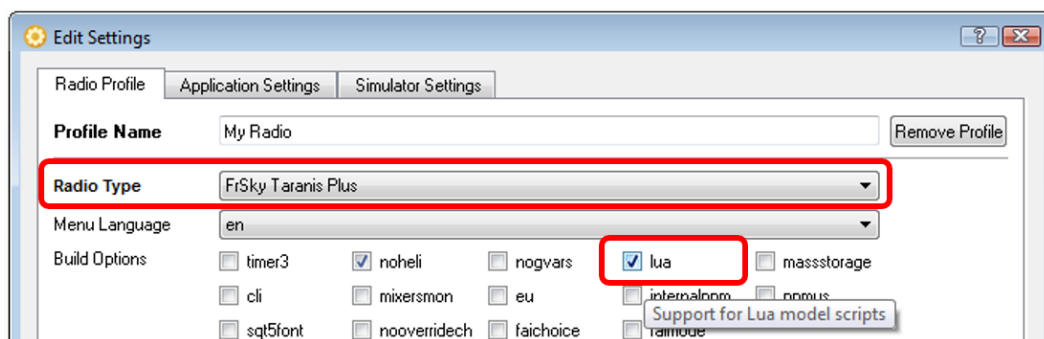 Edit Settings
Radio Profile Application Settings Simulator Settings
Profile Name My Radio Remove Profile
Radio Type FrSky Taranis Plus
Menu Language en
Build Options timer3 noheli nogvars lua massstorage
cli mixersmon eu internalppm ppmus
Support for Lua model scripts
sqt5font nooverridech faichoice faimode